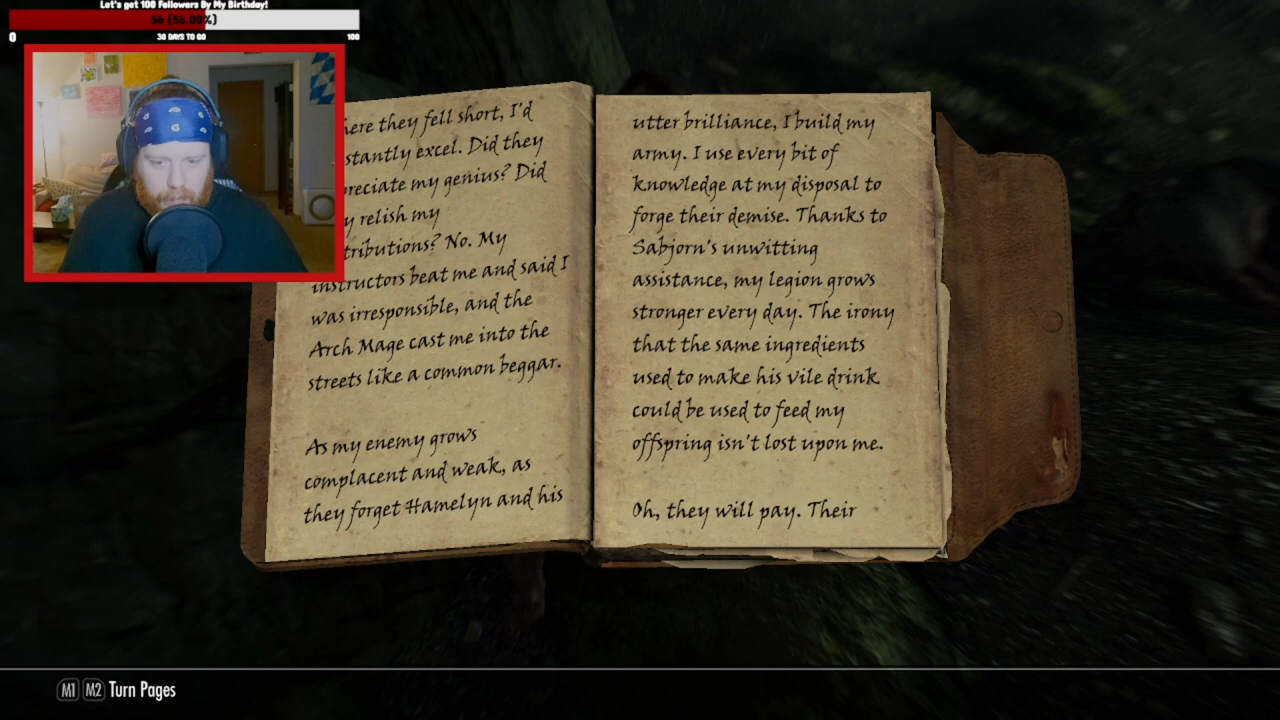 Let's get 100 Followers By My Birthday!
56 (56.00%)
0
30 DAYS TO GO
100
here they fell short, I'd
stantly excel. Did they
preciate my genius? Did
y relish my
tributions? No. My
instructors beat me and said I
was irresponsible, and the
Arch Mage cast me into the
streets like a common beggar.
As my enemy grows
complacent and weak, as
they forget Hamelyn and his
utter brilliance, I build my
army. I use every bit of
knowledge at my disposal to
forge their demise. Thanks to
Sabjorn's unwitting
assistance, my legion grows
stronger every day. The irony
that the same ingredients
used to make his vile drink
could be used to feed my
offspring isn't lost upon me.
Oh, they will pay. Their
M1 M2 Turn Pages